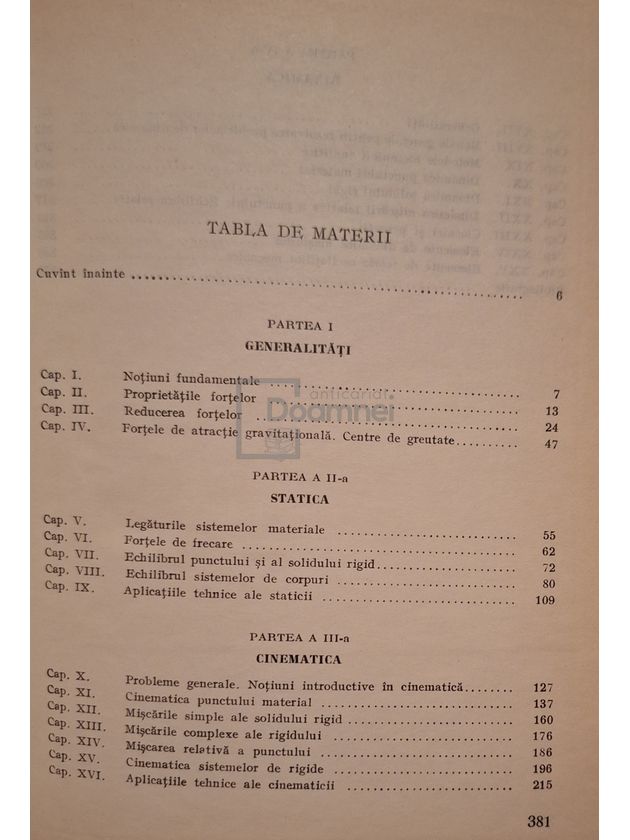 TABLA DE MATERII
Cuvînt înainte ........ 6
PARTEA I
GENERALITĂȚI
Cap. I. Noțiuni fundamentale ........ 7
Cap. II. Proprietățile forțelor ........ 13
Cap. III. Reducerea forțelor ........ 24
Cap. IV. Forțele de atracție gravitațională. Centre de greutate ........ 47
anticariat
Doamnei
PARTEA A II-a
STATICA
Cap. V. Legăturile sistemelor materiale ........ 55
Cap. VI. Forțele de frecare ........ 62
Cap. VII. Echilibrul punctului și al solidului rigid ........ 72
Cap. VIII. Echilibrul sistemelor de corpuri ........ 80
Cap. IX. Aplicațiile tehnice ale staticii ........ 109
PARTEA A III-a
CINEMATICA
Cap. X. Probleme generale. Noțiuni introductive în cinematică ........ 127
Cap. XI. Cinematica punctului material ........ 137
Cap. XII. Mișcările simple ale solidului rigid ........ 160
Cap. XIII. Mișcările complexe ale rigidului ........ 176
Cap. XIV. Mișcarea relativă a punctului ........ 186
Cap. XV. Cinematica sistemelor de rigide ........ 196
Cap. XVI. Aplicațiile tehnice ale cinematicii ........ 215
381